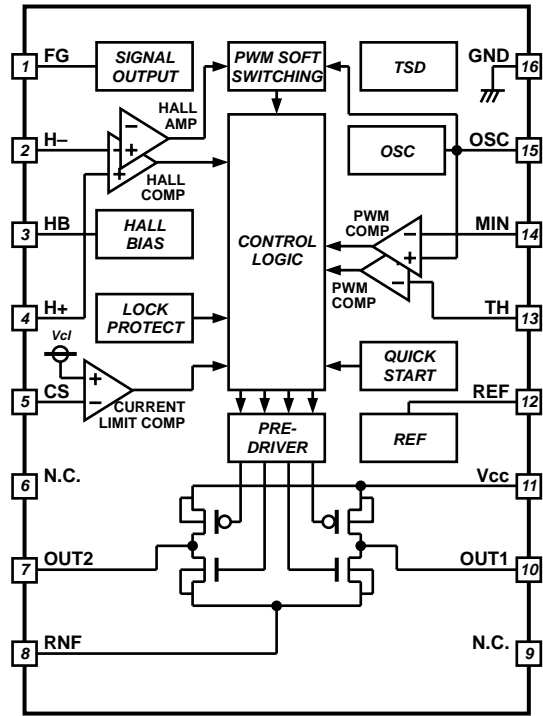 1 FG
SIGNAL
OUTPUT
PWM SOFT
SWITCHING
TSD
GND 16
HALL
AMP
2 H–
HALL
COMP
OSC
OSC 15
3 HB
HALL
BIAS
CONTROL
LOGIC
PWM
COMP
MIN 14
4 H+
LOCK
PROTECT
PWM
COMP
TH 13
Vcl
5 CS
CURRENT
LIMIT COMP
QUICK
START
REF 12
REF
PRE-
DRIVER
6 N.C.
Vcc 11
7 OUT2
OUT1 10
8 RNF
N.C. 9
− + +
− +
−
+
−